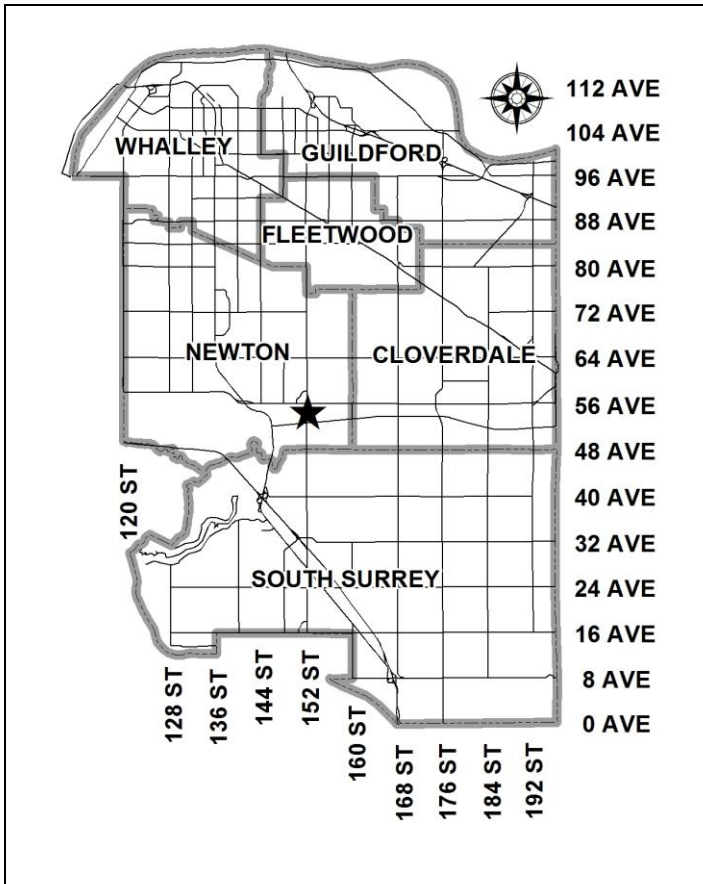 112 AVE
104 AVE
WHALLEY
GUILDFORD
96 AVE
88 AVE
FLEETWOOD
80 AVE
72 AVE
NEWTON
CLOVERDALE
64 AVE
56 AVE
48 AVE
120 ST
40 AVE
32 AVE
SOUTH SURREY
24 AVE
16 AVE
8 AVE
0 AVE
128 ST
136 ST
144 ST
152 ST
160 ST
168 ST
176 ST
184 ST
192 ST